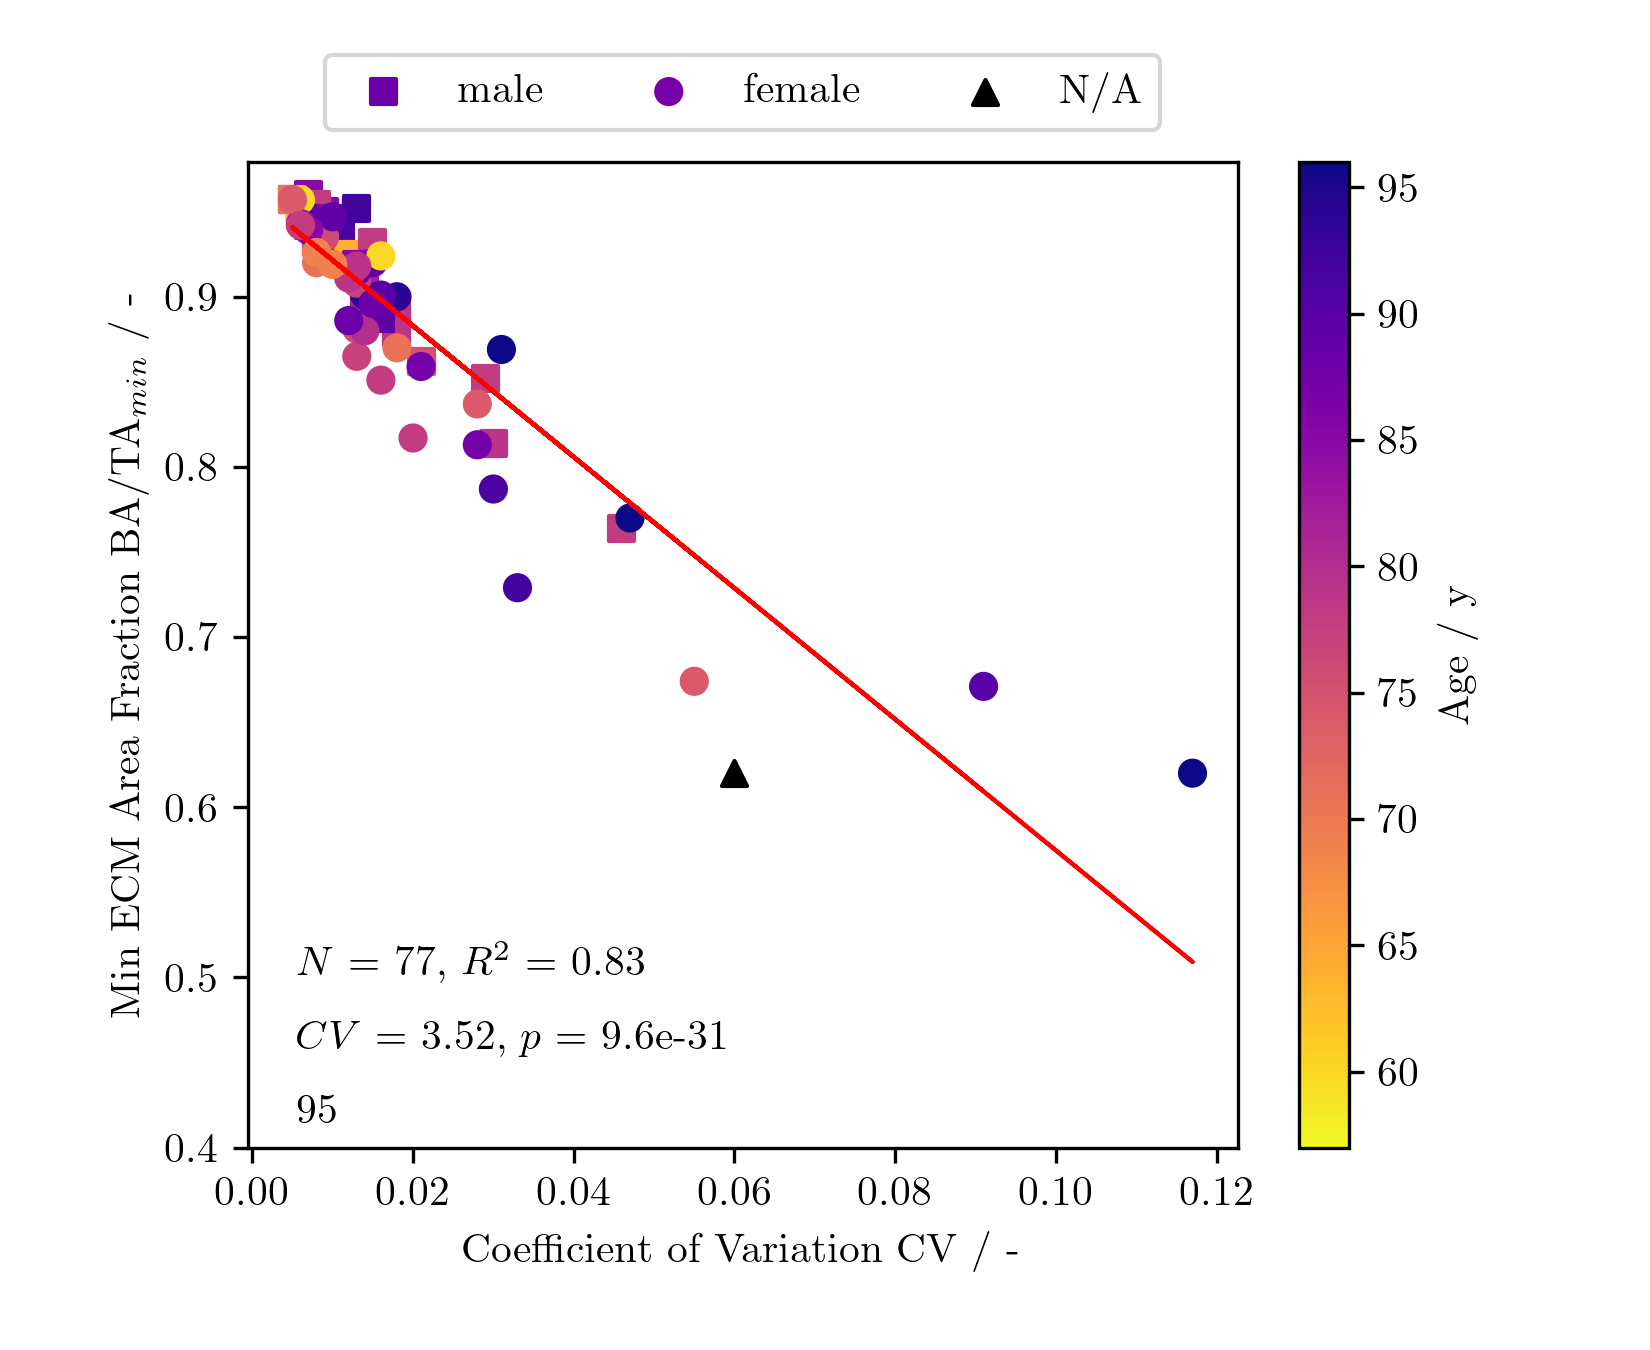 male female N/A
Min ECM Area Fraction BA/TA_min / -
0.9
0.8
0.7
0.6
0.5
0.4
N = 77, R² = 0.83
CV = 3.52, p = 9.6e-31
95
0.00 0.02 0.04 0.06 0.08 0.10 0.12
Coefficient of Variation CV / -
95
90
85
80
75
70
65
60
Age / y